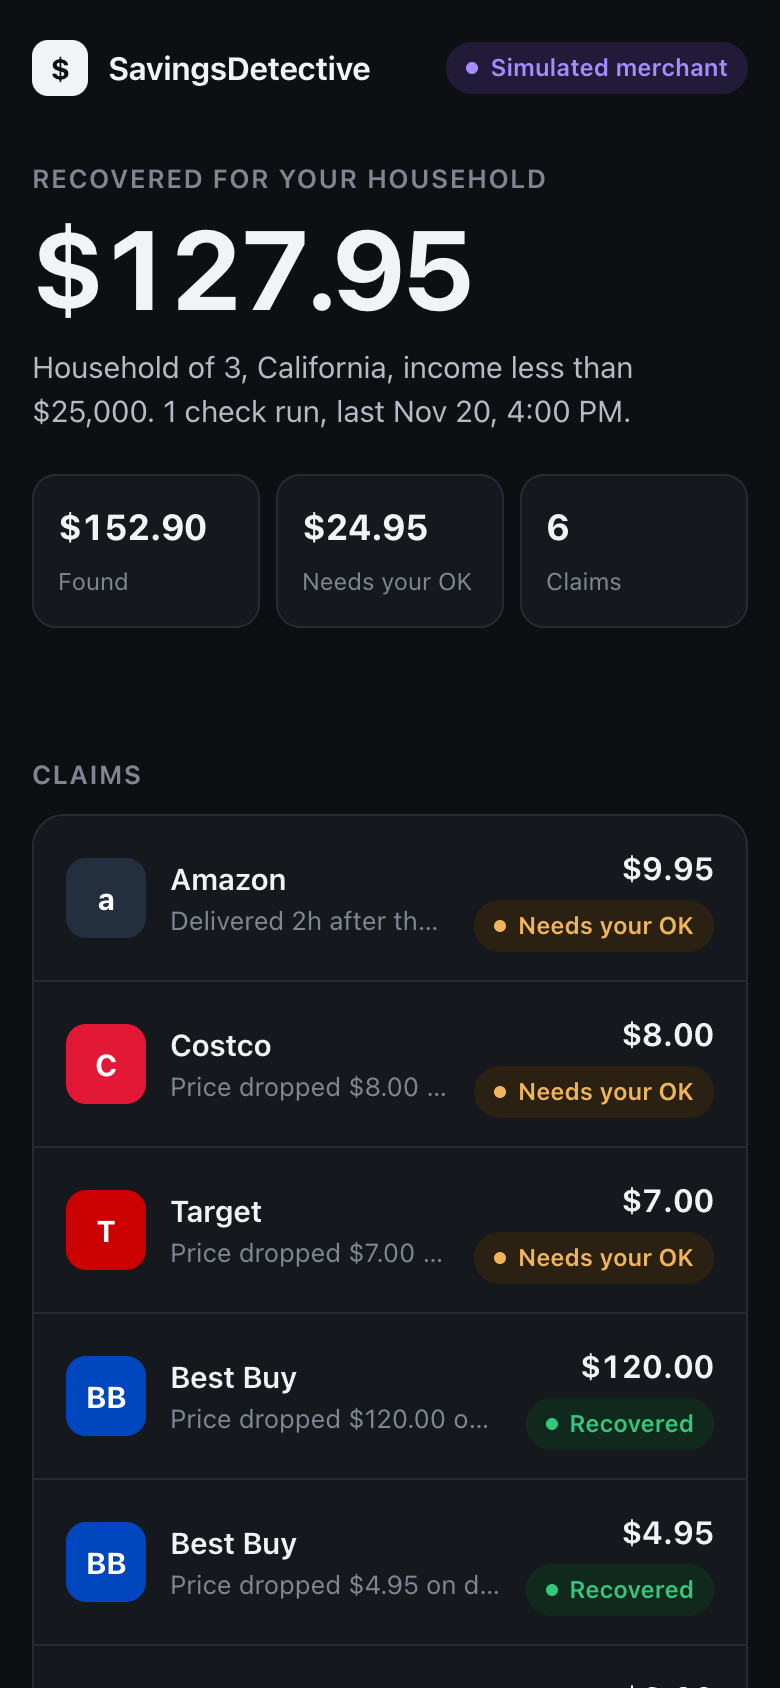 $ SavingsDetective
Simulated merchant
RECOVERED FOR YOUR HOUSEHOLD
$127.95
Household of 3, California, income less than
$25,000. 1 check run, last Nov 20, 4:00 PM.
$152.90
Found
$24.95
Needs your OK
6
Claims
CLAIMS
a
Amazon
Delivered 2h after th...
$9.95
Needs your OK
C
Costco
Price dropped $8.00 ...
$8.00
Needs your OK
T
Target
Price dropped $7.00 ...
$7.00
Needs your OK
BB
Best Buy
Price dropped $120.00 o...
$120.00
Recovered
BB
Best Buy
Price dropped $4.95 on d...
$4.95
Recovered